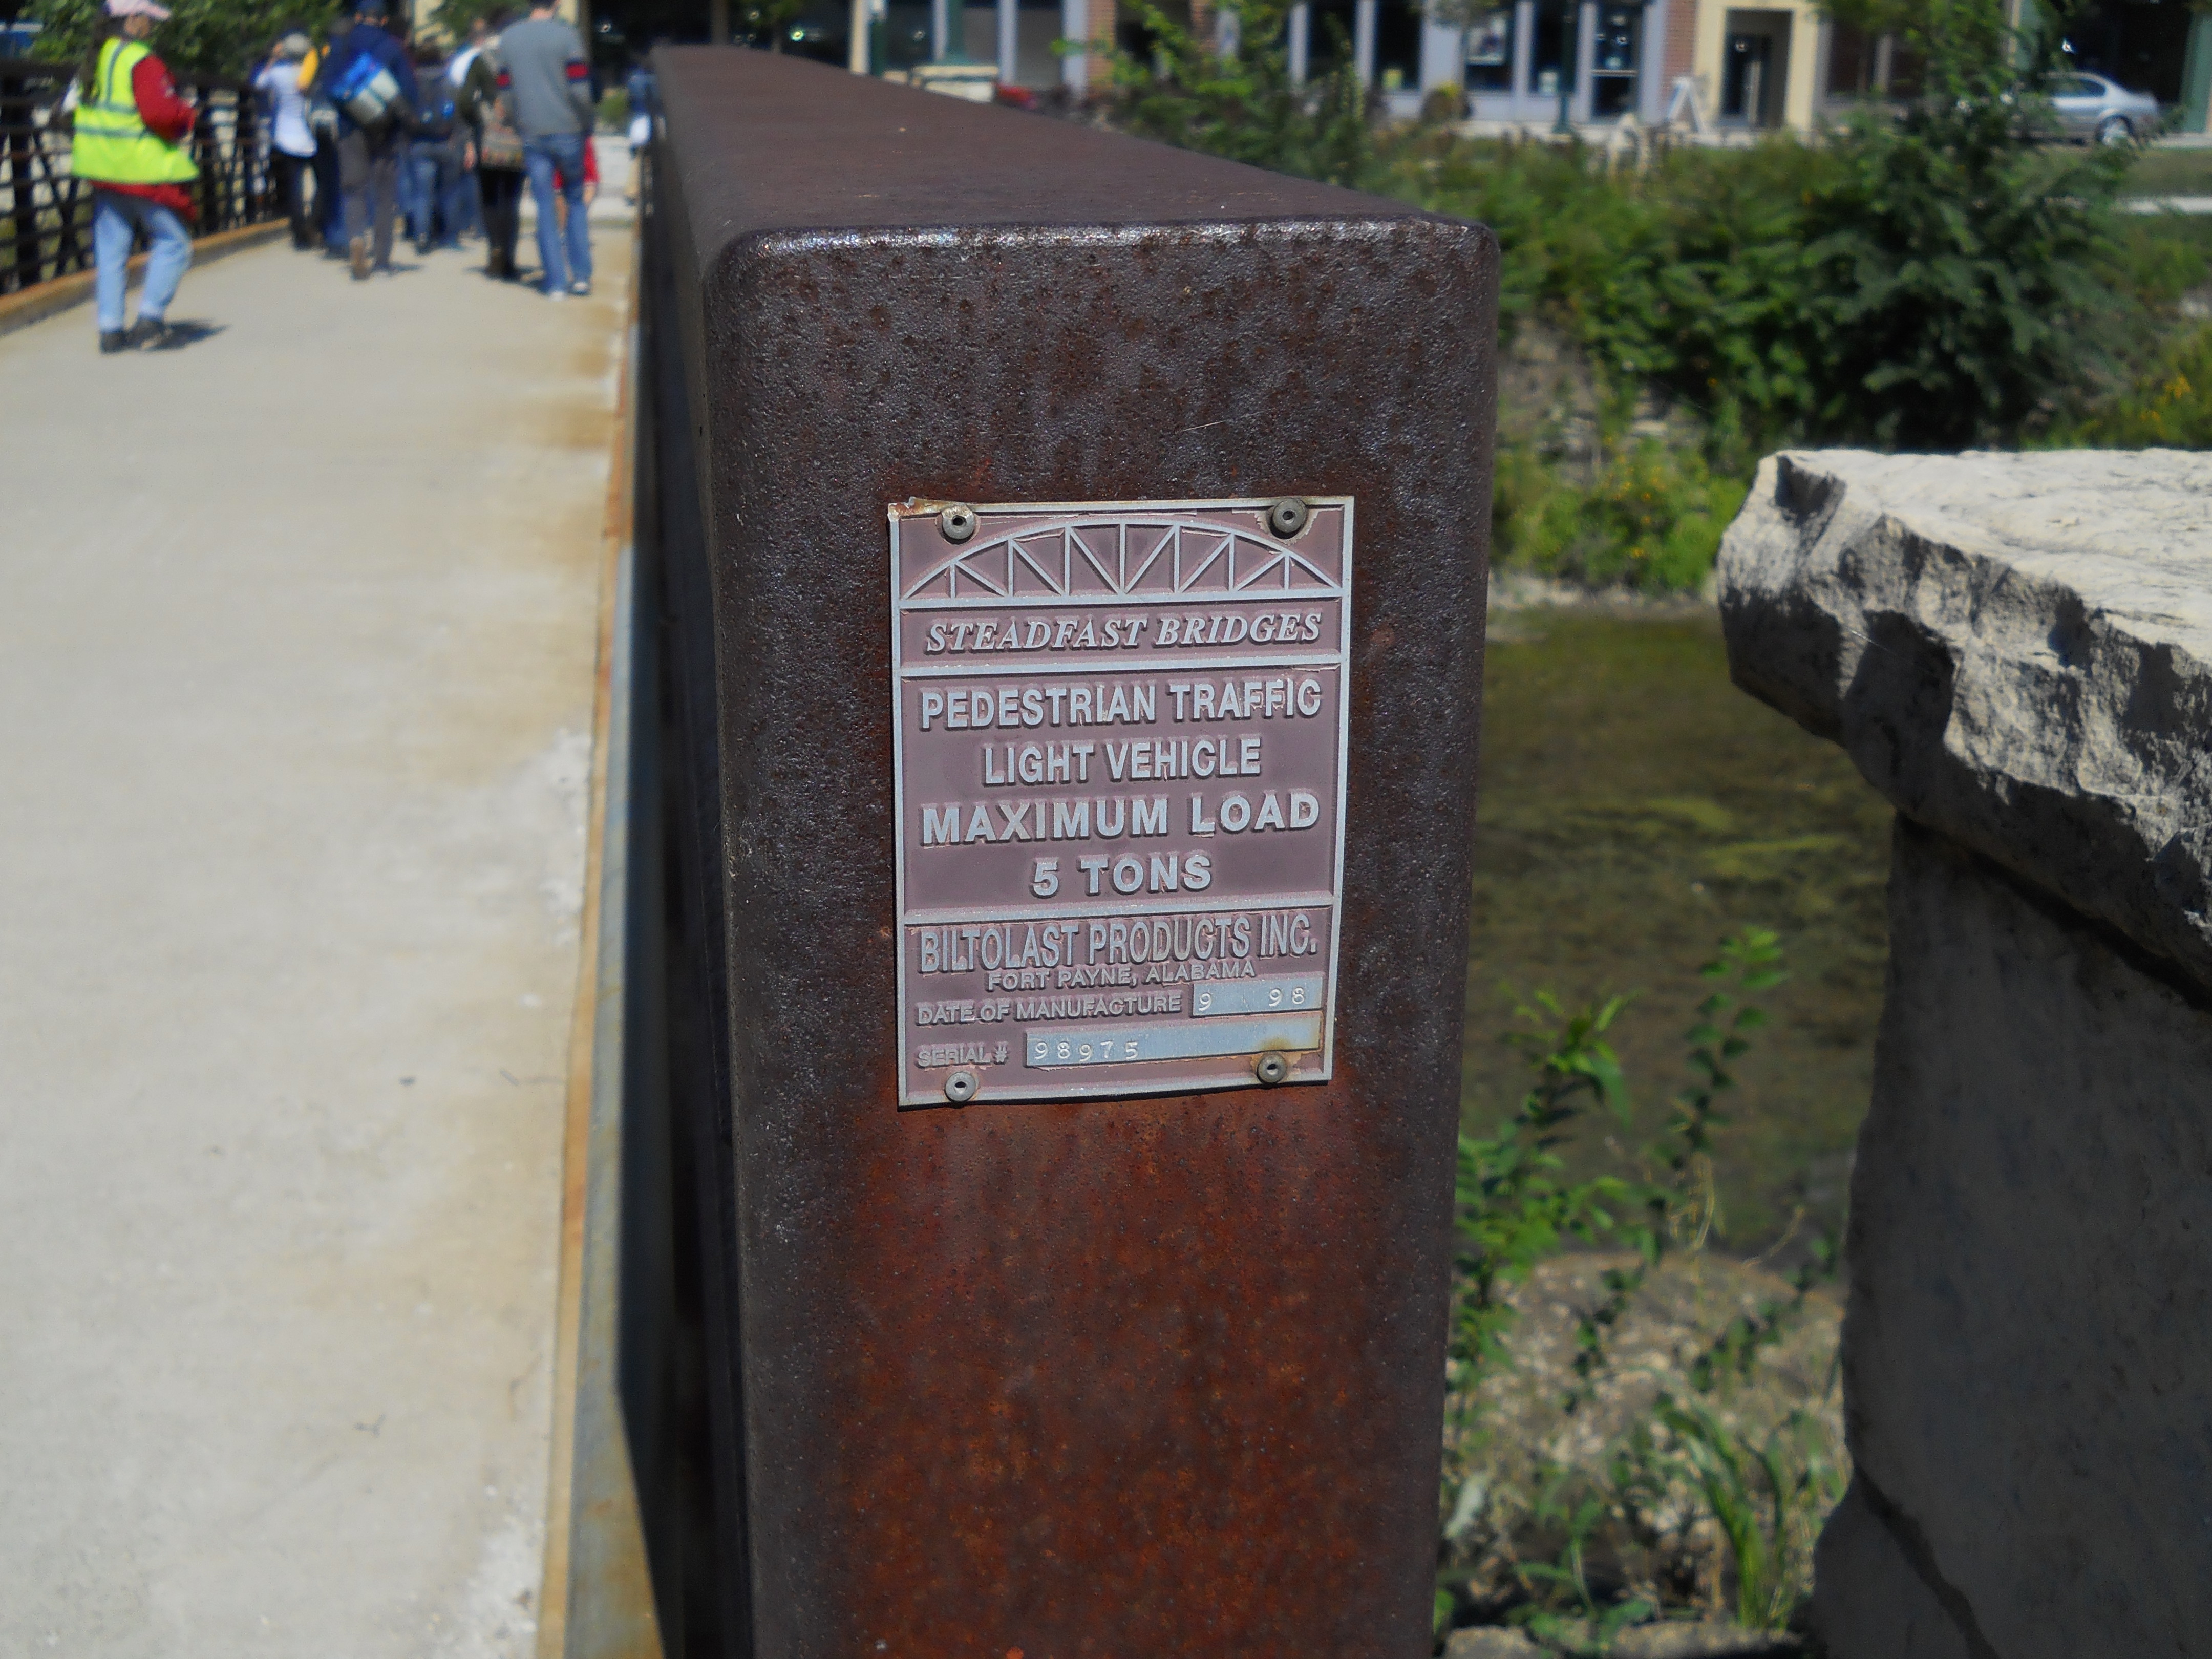 STEADFAST BRIDGES
PEDESTRIAN TRAFFIC
LIGHT VEHICLE
MAXIMUM LOAD
5 TONS
BILTOLAST PRODUCTS INC.
FORT PAYNE, ALABAMA
DATE OF MANUFACTURE 9 98
SERIAL # 98975